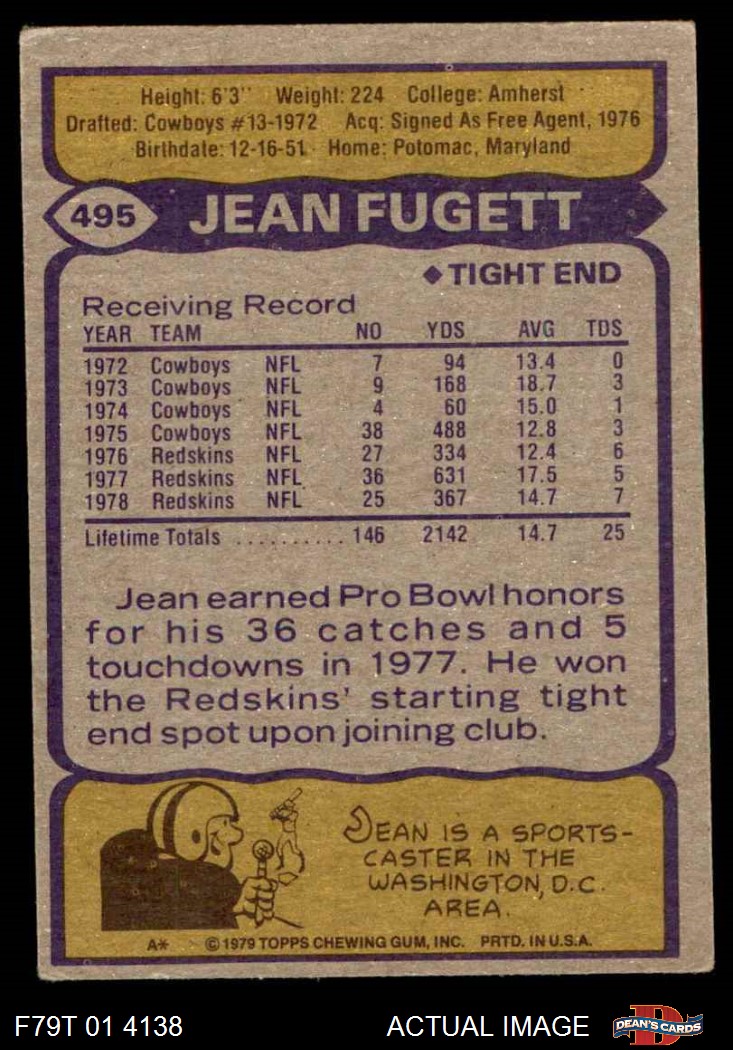 Height: 6'3'' Weight: 224 College: Amherst
Drafted: Cowboys #13-1972 Acq: Signed As Free Agent, 1976
Birthdate: 12-16-51 Home: Potomac, Maryland
495 JEAN FUGETT
◆TIGHT END
Receiving Record
YEAR TEAM NO YDS AVG TDS
1972 Cowboys NFL 7 94 13.4 0
1973 Cowboys NFL 9 168 18.7 3
1974 Cowboys NFL 4 60 15.0 1
1975 Cowboys NFL 38 488 12.8 3
1976 Redskins NFL 27 334 12.4 6
1977 Redskins NFL 36 631 17.5 5
1978 Redskins NFL 25 367 14.7 7
Lifetime Totals .......... 146 2142 14.7 25
Jean earned Pro Bowl honors
for his 36 catches and 5
touchdowns in 1977. He won
the Redskins' starting tight
end spot upon joining club.
JEAN IS A SPORTS-
CASTER IN THE
WASHINGTON, D.C.
AREA.
A* © 1979 TOPPS CHEWING GUM, INC. PRTD. IN U.S.A.
F79T 01 4138 ACTUAL IMAGE D DEAN'S CARDS